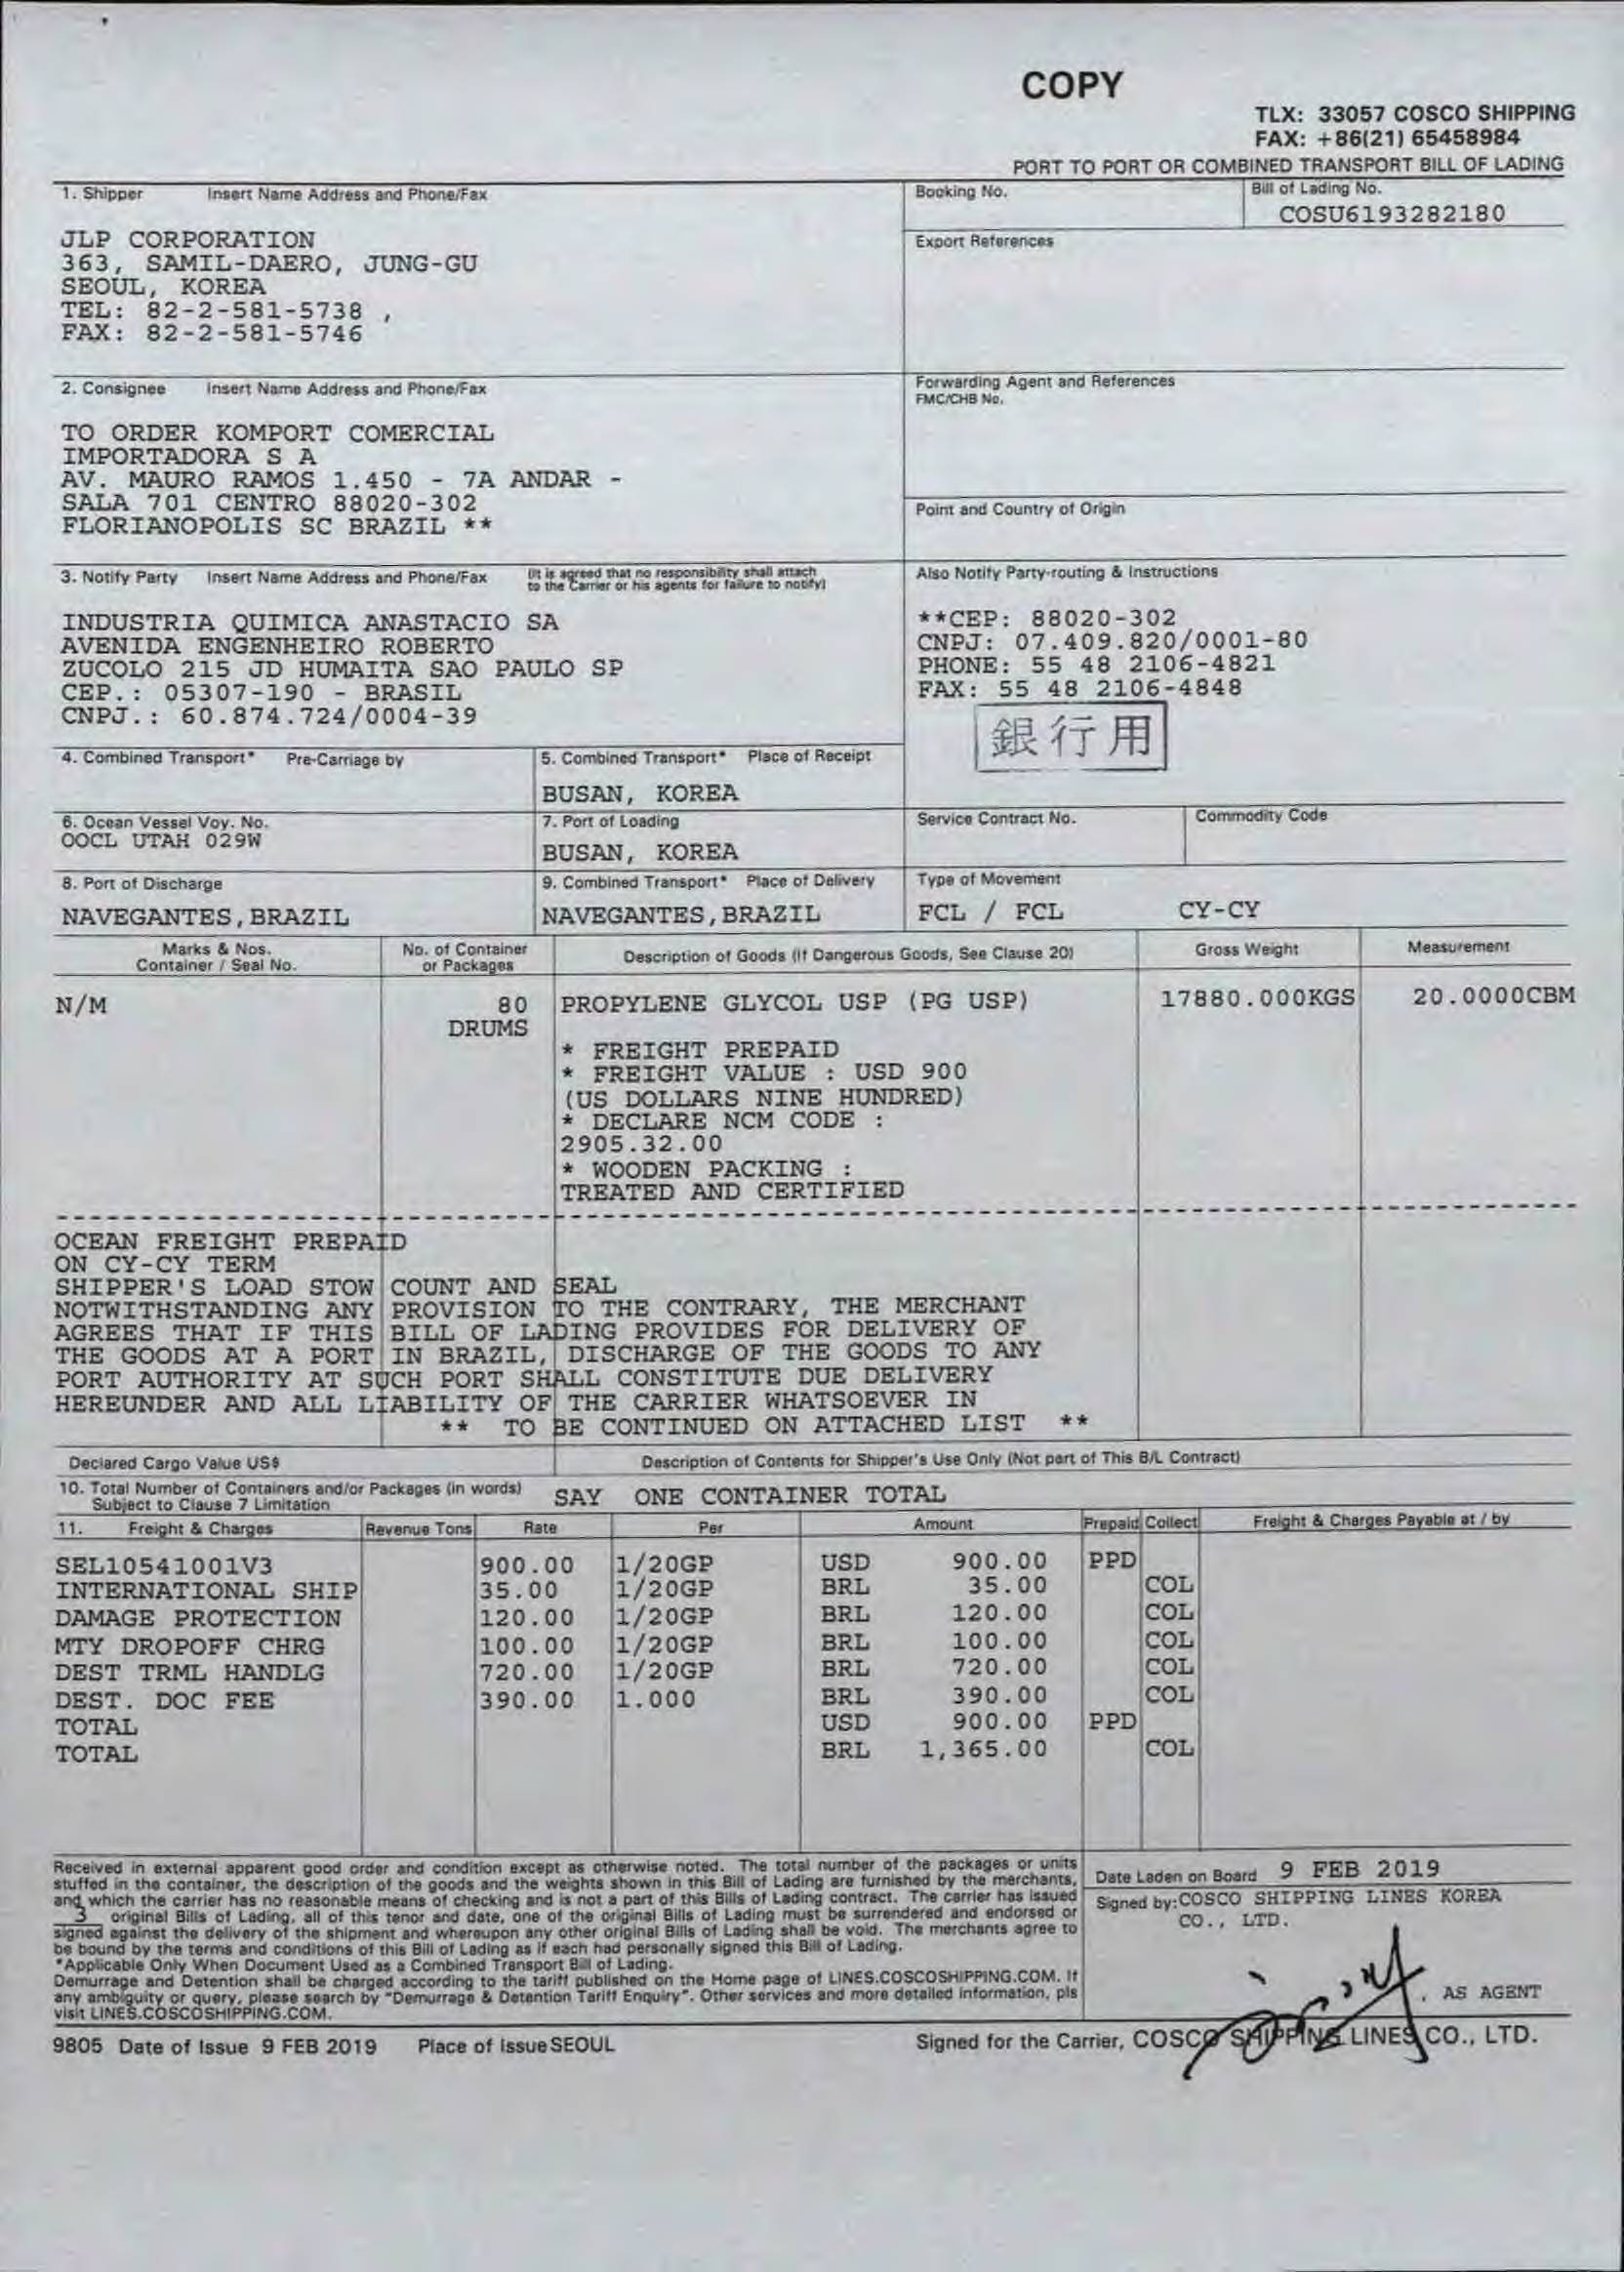 COPY
TLX: 33057 COSCO SHIPPING
FAX: +86(21) 65458984
PORT TO PORT OR COMBINED TRANSPORT BILL OF LADING
1. Shipper Insert Name Address and Phone/Fax
Booking No.
Bill of Lading No.
COSU6193282180
JLP CORPORATION
363, SAMIL-DAERO, JUNG-GU
SEOUL, KOREA
TEL: 82-2-581-5738 ,
FAX: 82-2-581-5746
Export References
2. Consignee Insert Name Address and Phone/Fax
Forwarding Agent and References
FMC/CHB No.
TO ORDER KOMPORT COMERCIAL
IMPORTADORA S A
AV. MAURO RAMOS 1.450 - 7A ANDAR -
SALA 701 CENTRO 88020-302
FLORIANOPOLIS SC BRAZIL **
Point and Country of Origin
3. Notify Party Insert Name Address and Phone/Fax (It is agreed that no responsibility shall attach
to the Carrier or his agents for failure to notify)
Also Notify Party-routing & Instructions
INDUSTRIA QUIMICA ANASTACIO SA
AVENIDA ENGENHEIRO ROBERTO
ZUCOLO 215 JD HUMAITA SAO PAULO SP
CEP.: 05307-190 - BRASIL
CNPJ.: 60.874.724/0004-39
**CEP: 88020-302
CNPJ: 07.409.820/0001-80
PHONE: 55 48 2106-4821
FAX: 55 48 2106-4848
銀行用
4. Combined Transport* Pre-Carriage by
5. Combined Transport* Place of Receipt
BUSAN, KOREA
6. Ocean Vessel Voy. No.
OOCL UTAH 029W
7. Port of Loading
BUSAN, KOREA
Service Contract No.
Commodity Code
8. Port of Discharge
NAVEGANTES,BRAZIL
9. Combined Transport* Place of Delivery
NAVEGANTES,BRAZIL
Type of Movement
FCL / FCL CY-CY
Marks & Nos.
Container / Seal No.
No. of Container
or Packages
Description of Goods (If Dangerous Goods, See Clause 20)
Gross Weight
Measurement
N/M 80 PROPYLENE GLYCOL USP (PG USP) 17880.000KGS 20.0000CBM
DRUMS
* FREIGHT PREPAID
* FREIGHT VALUE : USD 900
(US DOLLARS NINE HUNDRED)
* DECLARE NCM CODE :
2905.32.00
* WOODEN PACKING :
TREATED AND CERTIFIED
OCEAN FREIGHT PREPAID
ON CY-CY TERM
SHIPPER'S LOAD STOW COUNT AND SEAL
NOTWITHSTANDING ANY PROVISION TO THE CONTRARY, THE MERCHANT
AGREES THAT IF THIS BILL OF LADING PROVIDES FOR DELIVERY OF
THE GOODS AT A PORT IN BRAZIL, DISCHARGE OF THE GOODS TO ANY
PORT AUTHORITY AT SUCH PORT SHALL CONSTITUTE DUE DELIVERY
HEREUNDER AND ALL LIABILITY OF THE CARRIER WHATSOEVER IN
** TO BE CONTINUED ON ATTACHED LIST **
Declared Cargo Value US$
Description of Contents for Shipper's Use Only (Not part of This B/L Contract)
10. Total Number of Containers and/or Packages (in words)
Subject to Clause 7 Limitation
SAY ONE CONTAINER TOTAL
11. Freight & Charges Revenue Tons Rate Per Amount Prepaid Collect Freight & Charges Payable at / by
SEL10541001V3 900.00 1/20GP USD 900.00 PPD
INTERNATIONAL SHIP 35.00 1/20GP BRL 35.00 COL
DAMAGE PROTECTION 120.00 1/20GP BRL 120.00 COL
MTY DROPOFF CHRG 100.00 1/20GP BRL 100.00 COL
DEST TRML HANDLG 720.00 1/20GP BRL 720.00 COL
DEST. DOC FEE 390.00 1.000 BRL 390.00 COL
TOTAL USD 900.00 PPD
TOTAL BRL 1,365.00 COL
Received in external apparent good order and condition except as otherwise noted. The total number of the packages or units
stuffed in the container, the description of the goods and the weights shown in this Bill of Lading are furnished by the merchants,
and which the carrier has no reasonable means of checking and is not a part of this Bills of Lading contract. The carrier has issued
3 original Bills of Lading, all of this tenor and date, one of the original Bills of Lading must be surrendered and endorsed or
signed against the delivery of the shipment and whereupon any other original Bills of Lading shall be void. The merchants agree to
be bound by the terms and conditions of this Bill of Lading as if each had personally signed this Bill of Lading.
*Applicable Only When Document Used as a Combined Transport Bill of Lading.
Demurrage and Detention shall be charged according to the tariff published on the Home page of LINES.COSCOSHIPPING.COM. If
any ambiguity or query, please search by "Demurrage & Detention Tariff Enquiry". Other services and more detailed information, pls
visit LINES.COSCOSHIPPING.COM.
Date Laden on Board 9 FEB 2019
Signed by:COSCO SHIPPING LINES KOREA
CO., LTD.
, AS AGENT
9805 Date of Issue 9 FEB 2019 Place of Issue SEOUL
Signed for the Carrier, COSCO SHIPPING LINES CO., LTD.